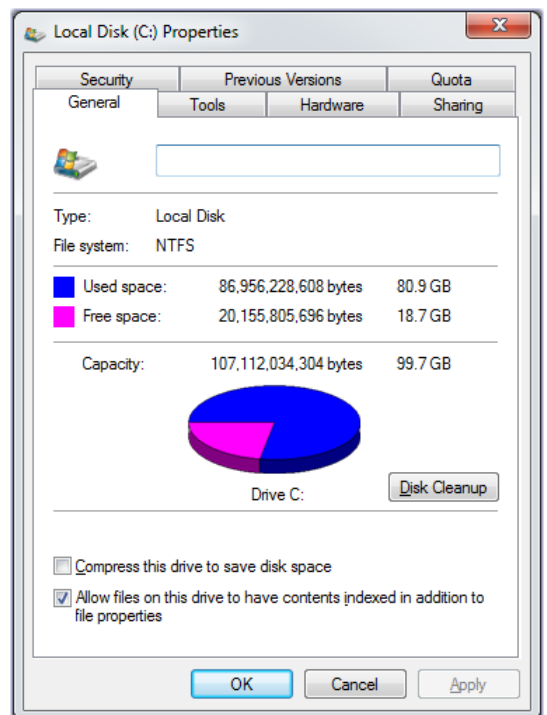 Local Disk (C:) Properties
Security Previous Versions Quota
General Tools Hardware Sharing
Type: Local Disk
File system: NTFS
Used space: 86,956,228,608 bytes 80.9 GB
Free space: 20,155,805,696 bytes 18.7 GB
Capacity: 107,112,034,304 bytes 99.7 GB
Drive C: Disk Cleanup
Compress this drive to save disk space
Allow files on this drive to have contents indexed in addition to
file properties
OK Cancel Apply